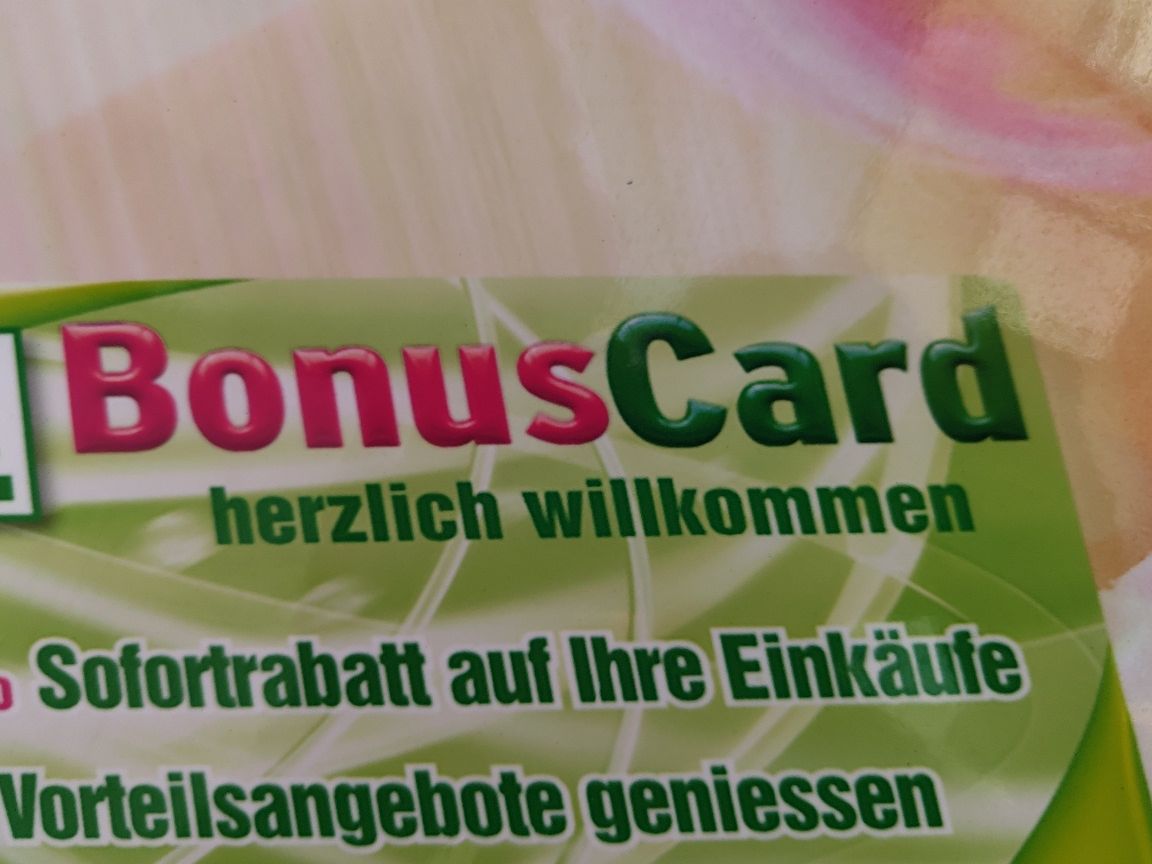 BonusCard
herzlich willkommen
Sofortrabatt auf Ihre Einkäufe
Vorteilsangebote geniessen